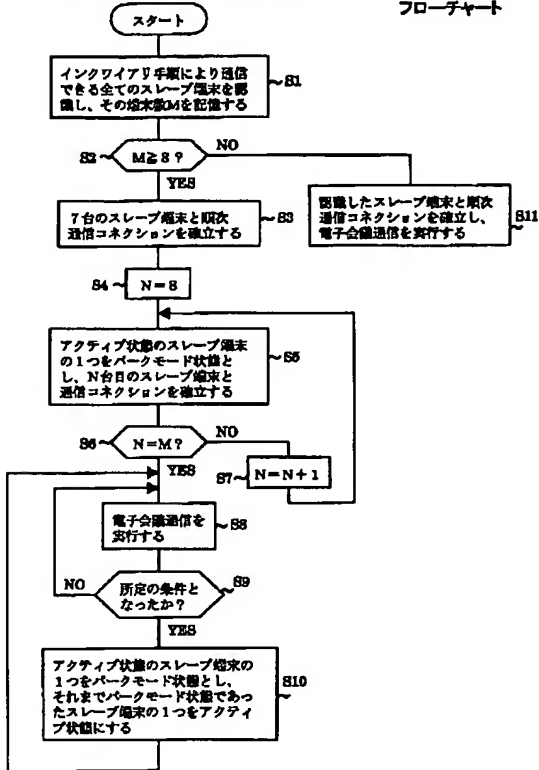 フローチャート
スタート
インクワイアリ手順により通信
できる全てのスレーブ端末を認
識し、その端末数Mを記憶する
S1
S2
M≧8？
NO
YES
7台のスレーブ端末と順次
通信コネクションを確立する
S3
認識したスレーブ端末と順次
通信コネクションを確立し、
電子会議通信を実行する
S11
S4
N=8
アクティブ状態のスレーブ端末
の1つをパークモード状態と
し、N台目のスレーブ端末と
通信コネクションを確立する
S5
S6
N=M？
NO
YES
S7
N=N+1
電子会議通信を
実行する
S8
NO
所定の条件と
なったか？
S9
YES
アクティブ状態のスレーブ端末の
1つをパークモード状態とし、
それまでパークモード状態であっ
たスレーブ端末の1つをアクティ
ブ状態にする
S10